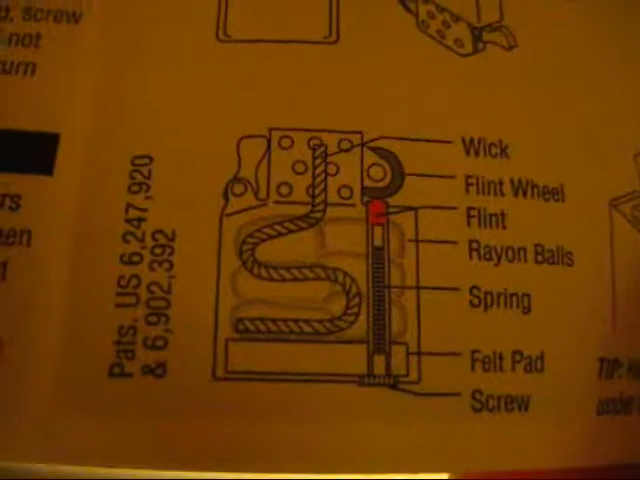 , screw
not
Wick
Flint Wheel
Flint
Rayon Balls
Spring
Felt Pad
Screw
Pats. US 6,247,920
& 6,902,392
TIP: